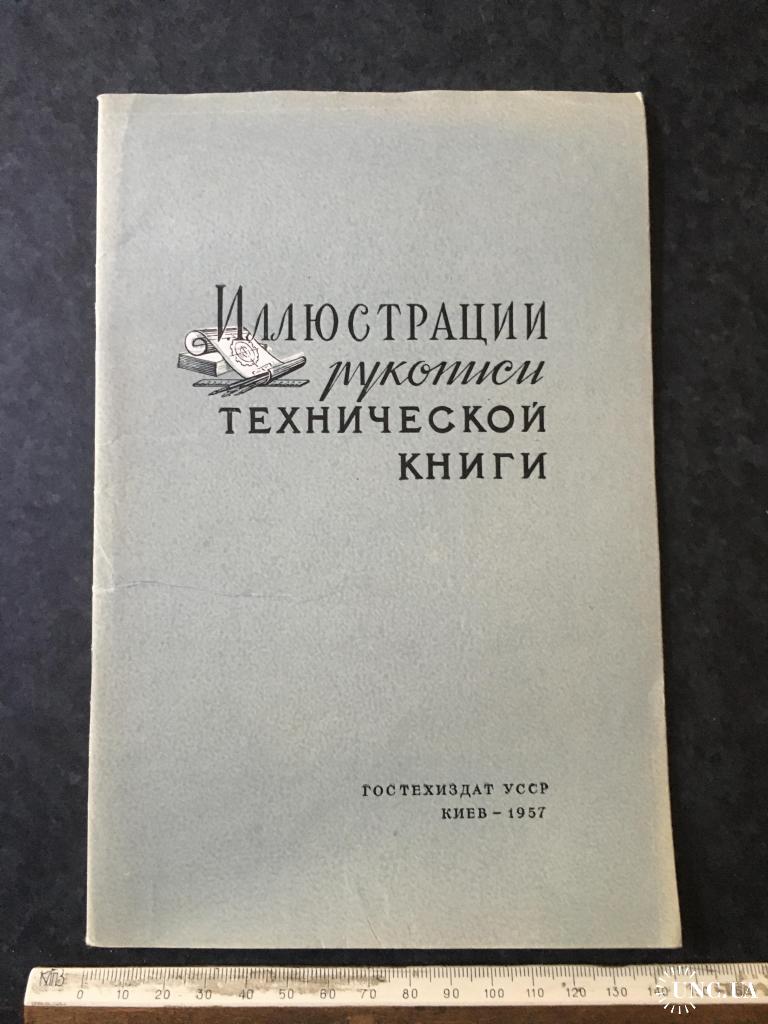 Иллюстрации
рукописи
ТЕХНИЧЕСКОЙ
КНИГИ
ГОСТЕХИЗДАТ УССР
КИЕВ – 1957
0 10 20 30 40 50 60 70 80 90 100 110 120 130 140
UNC.UA